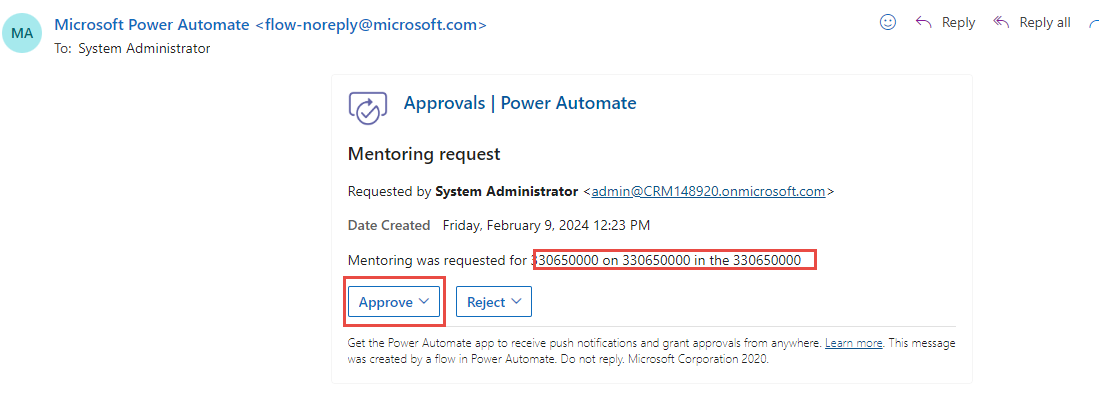 MA
Microsoft Power Automate <flow-noreply@microsoft.com>
Reply
Reply all
To: System Administrator
Approvals | Power Automate
Mentoring request
Requested by System Administrator <admin@CRM148920.onmicrosoft.com>
Date Created Friday, February 9, 2024 12:23 PM
Mentoring was requested for 330650000 on 330650000 in the 330650000
Approve
Reject
Get the Power Automate app to receive push notifications and grant approvals from anywhere. Learn more. This message
was created by a flow in Power Automate. Do not reply. Microsoft Corporation 2020.